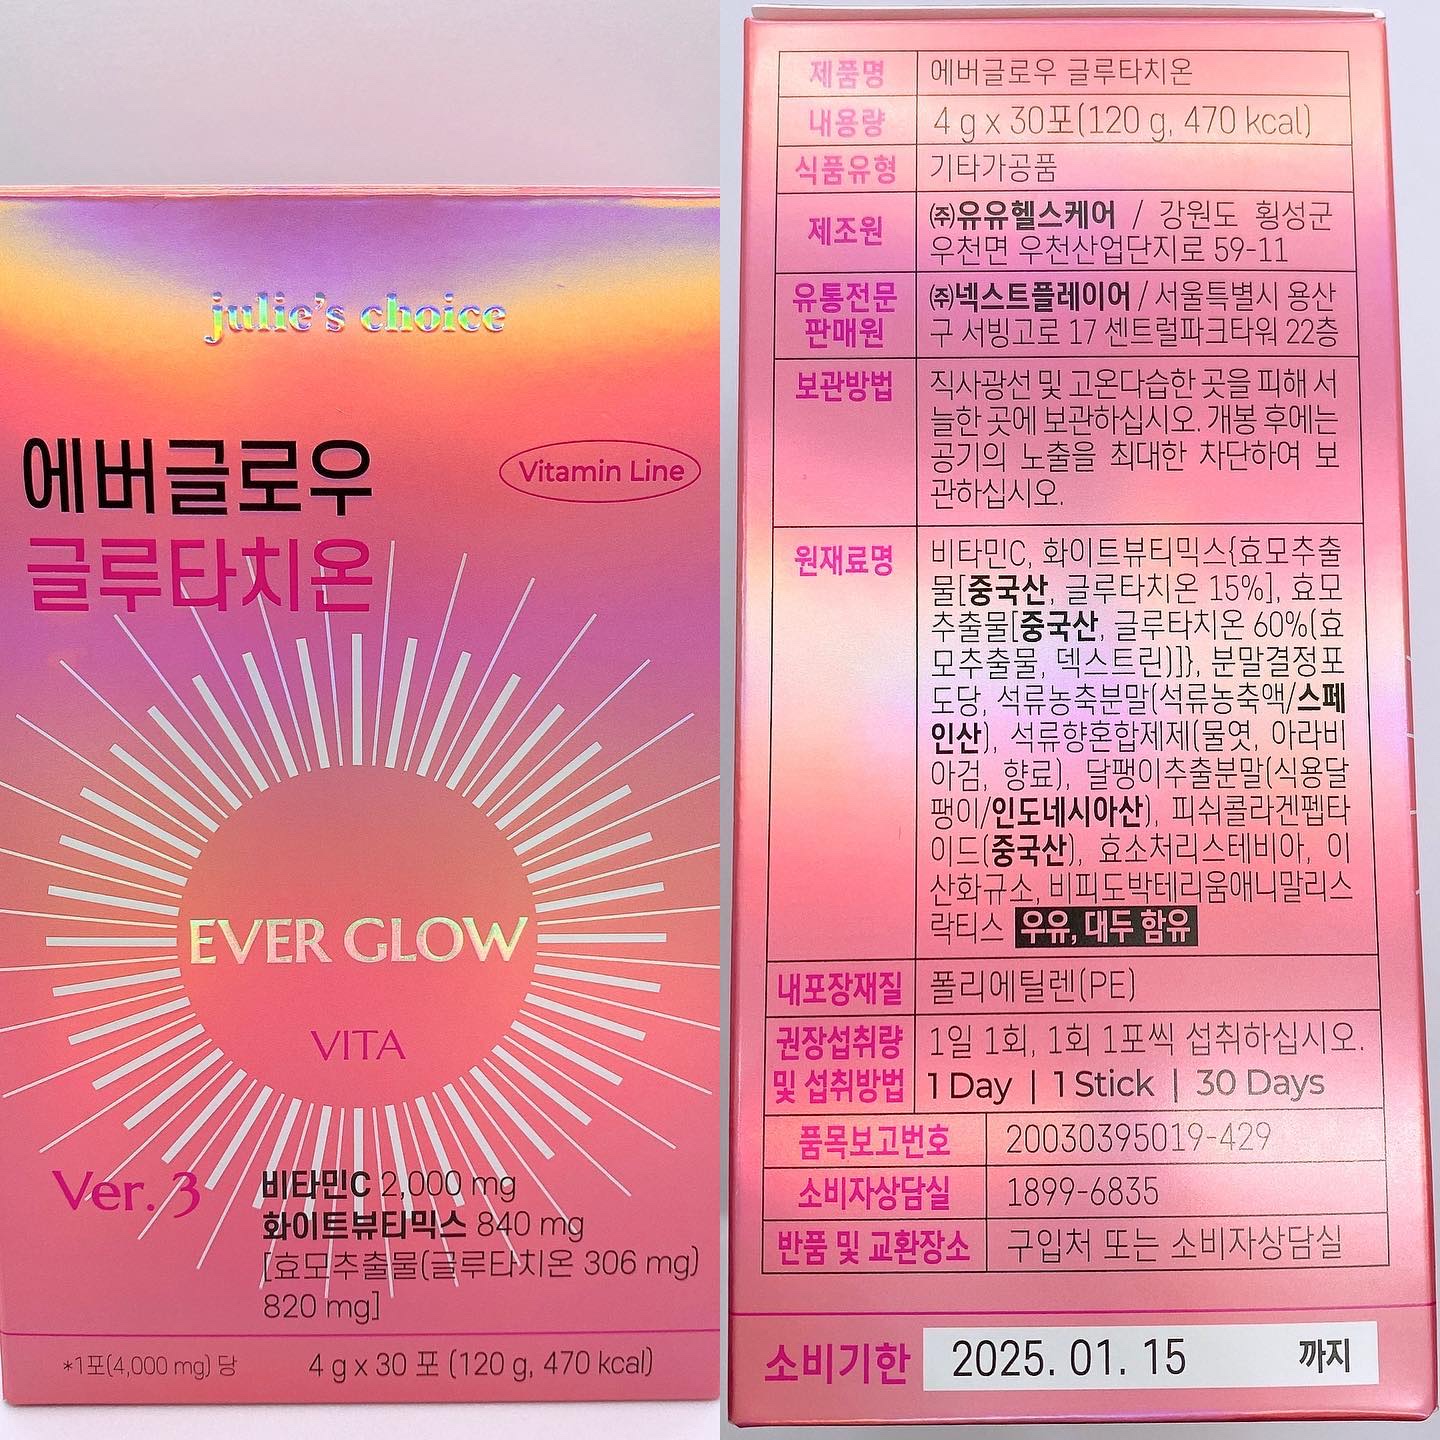 julie's choice
에버글로우
Vitamin Line
글루타치온
EVER GLOW
VITA
Ver. 3
비타민C 2,000 mg
화이트뷰티믹스 840 mg
[효모추출물(글루타치온 306 mg)
820 mg]
*1포(4,000 mg) 당
4 g x 30 포 (120 g, 470 kcal)
제품명 에버글로우 글루타치온
내용량 4 g x 30포(120 g, 470 kcal)
식품유형 기타가공품
제조원 ㈜유유헬스케어 / 강원도 횡성군
우천면 우천산업단지로 59-11
유통전문 ㈜넥스트플레이어 / 서울특별시 용산
판매원 구 서빙고로 17 센트럴파크타워 22층
보관방법 직사광선 및 고온다습한 곳을 피해 서
늘한 곳에 보관하십시오. 개봉 후에는
공기의 노출을 최대한 차단하여 보
관하십시오.
원재료명 비타민C, 화이트뷰티믹스{효모추출
물[중국산, 글루타치온 15%], 효모
추출물[중국산, 글루타치온 60%(효
모추출물, 덱스트린)]}, 분말결정포
도당, 석류농축분말(석류농축액/스페
인산), 석류향혼합제제(물엿, 아라비
아검, 향료), 달팽이추출분말(식용달
팽이/인도네시아산), 피쉬콜라겐펩타
이드(중국산), 효소처리스테비아, 이
산화규소, 비피도박테리움애니말리스
락티스 우유, 대두 함유
내포장재질 폴리에틸렌(PE)
권장섭취량 1일 1회, 1회 1포씩 섭취하십시오.
및 섭취방법 1 Day | 1 Stick | 30 Days
품목보고번호 20030395019-429
소비자상담실 1899-6835
반품 및 교환장소 구입처 또는 소비자상담실
소비기한 2025. 01. 15 까지